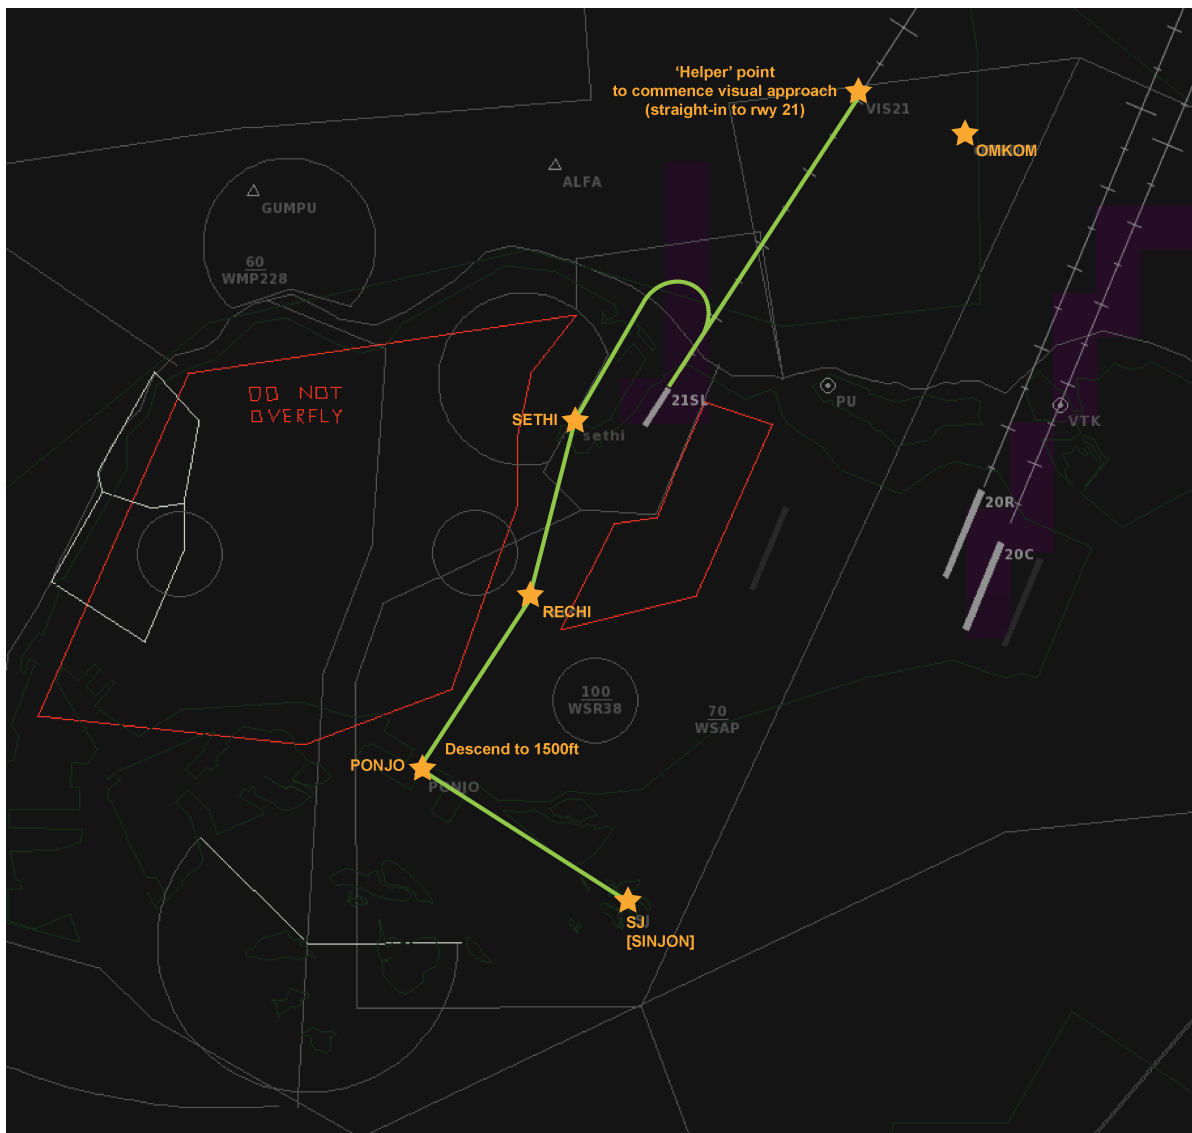 ‘Helper’ point
to commence visual approach
(straight-in to rwy 21)
VIS21
OMKOM
ALFA
GUMPU
60
WMP228
DO NOT
OVERFLY
21SL
PU
VTK
SETHI
sethi
20R
20C
RECHI
100
WSR38
70
WSAP
Descend to 1500ft
PONJO
PONJO
SJ
SJ
[SINJON]